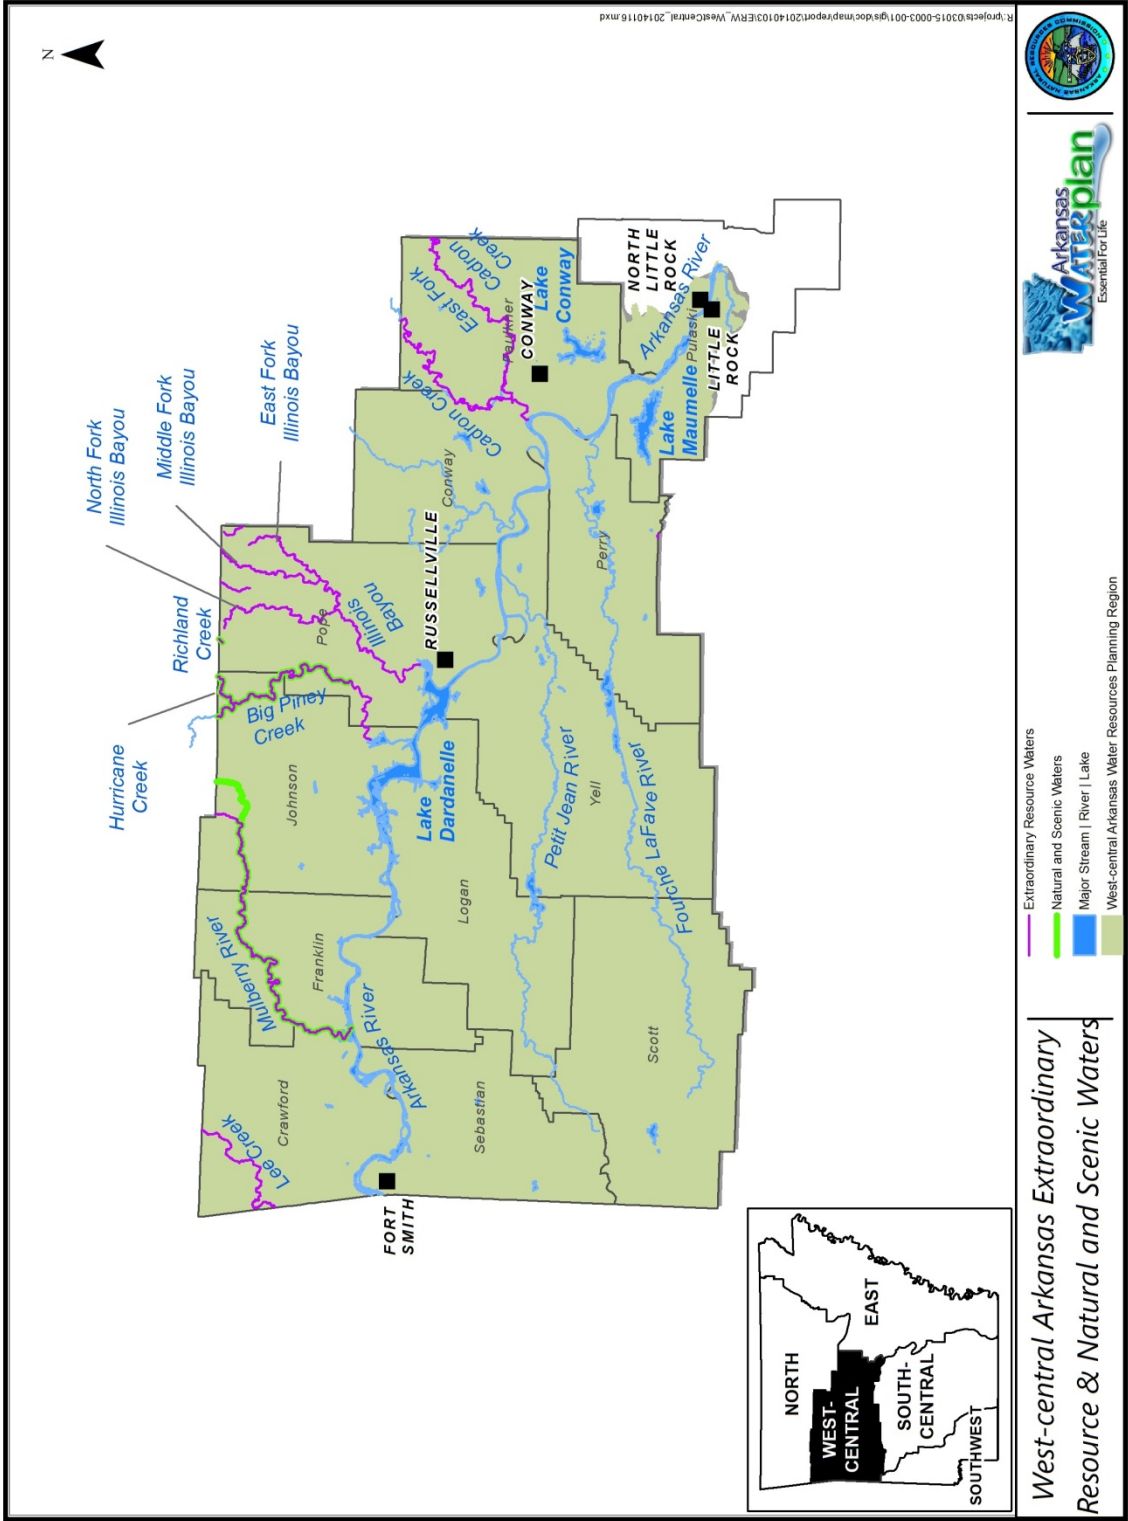 R:\projects\03015-0003-001\gis\doc\map\report\20140103\ERW_WestCentral_20140116.mxd
N
North Fork
Illinois Bayou
Middle Fork
Illinois Bayou
East Fork
Illinois Bayou
Richland
Creek
Hurricane
Creek
Big Piney
Creek
Illinois
Bayou
Pope
Johnson
Mulberry River
Franklin
Lee Creek
Crawford
FORT
SMITH
Arkansas River
Sebastian
Logan
Lake
Dardanelle
RUSSELLVILLE
Conway
Cadron Creek
East Fork
Cadron
Creek
Faulkner
CONWAY
Lake
Conway
NORTH
LITTLE
ROCK
Arkansas River
Pulaski
LITTLE
ROCK
Lake
Maumelle
Perry
Petit Jean River
Yell
Fouche LaFave River
Scott
NORTH
WEST-
CENTRAL
EAST
SOUTH-
CENTRAL
SOUTHWEST
West-central Arkansas Extraordinary
Resource & Natural and Scenic Waters
Extraordinary Resource Waters
Natural and Scenic Waters
Major Stream | River | Lake
West-central Arkansas Water Resources Planning Region
Arkansas
WATERplan
Essential For Life
ARKANSAS NATURAL RESOURCES COMMISSION